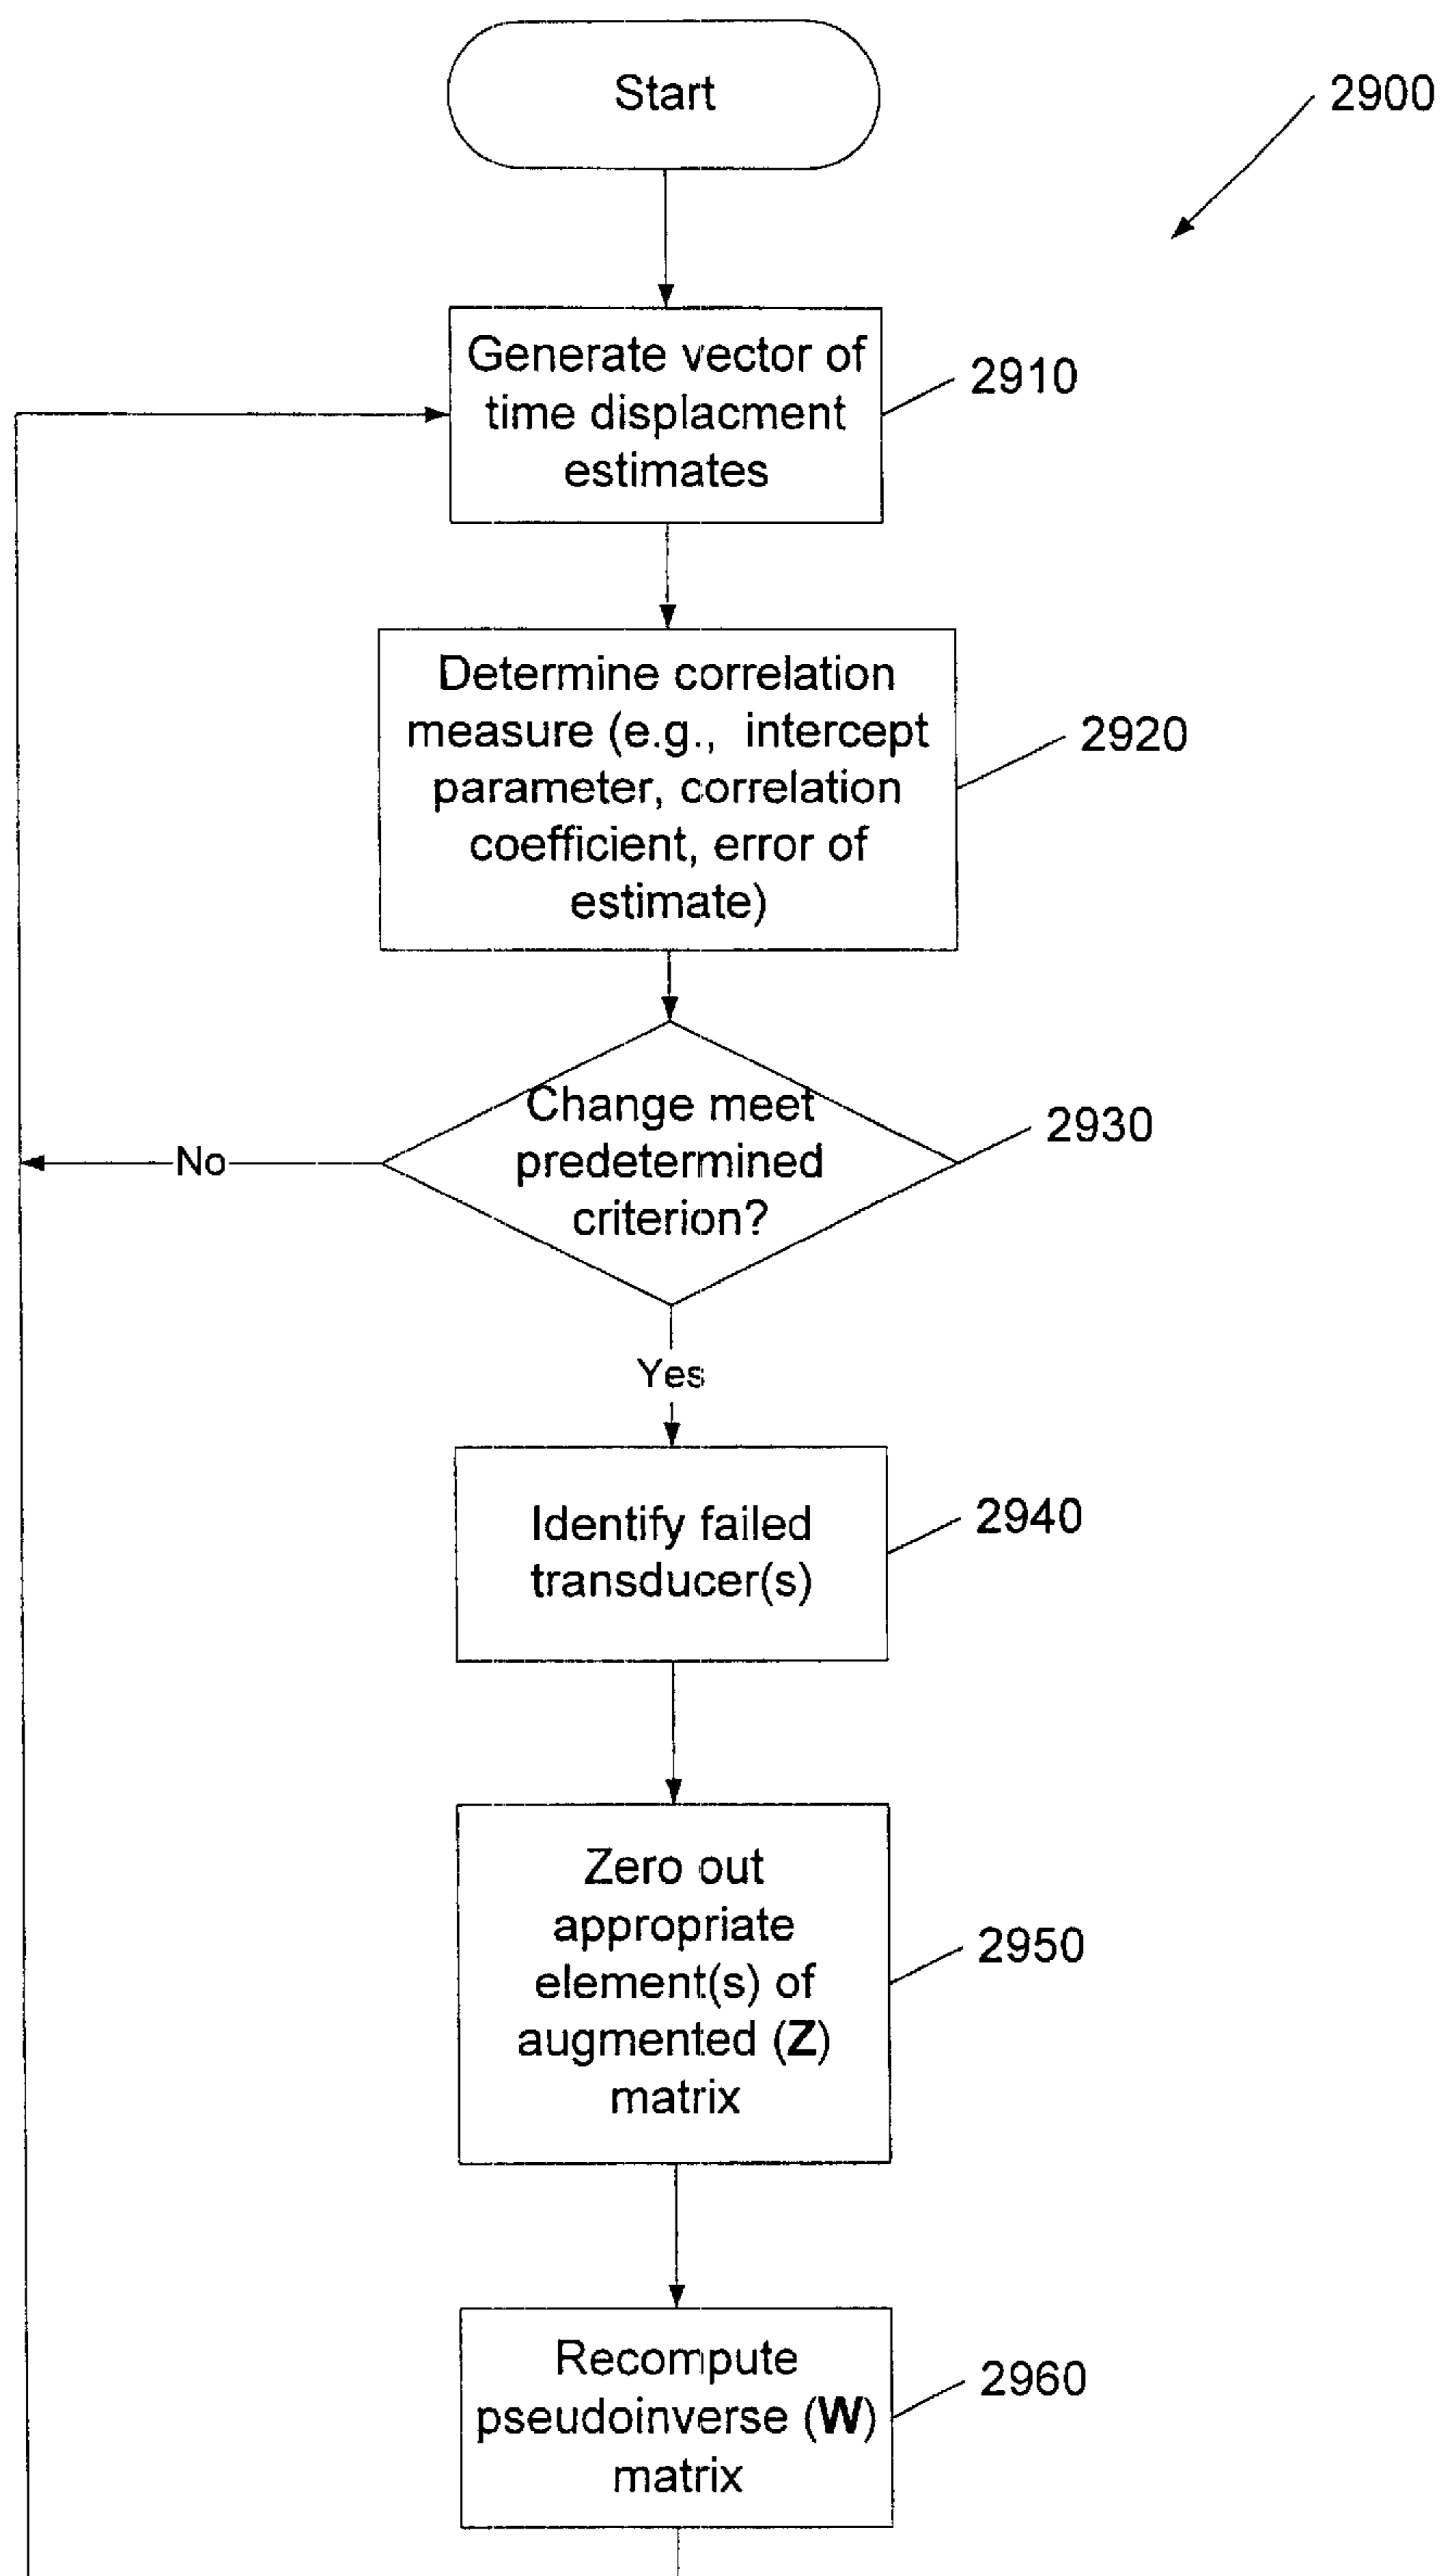 Start
2900
Generate vector of
time displacment
estimates
2910
Determine correlation
measure (e.g., intercept
parameter, correlation
coefficient, error of
estimate)
2920
Change meet
predetermined
criterion?
2930
No
Yes
Identify failed
transducer(s)
2940
Zero out
appropriate
element(s) of
augmented (Z)
matrix
2950
Recompute
pseudoinverse (W)
matrix
2960